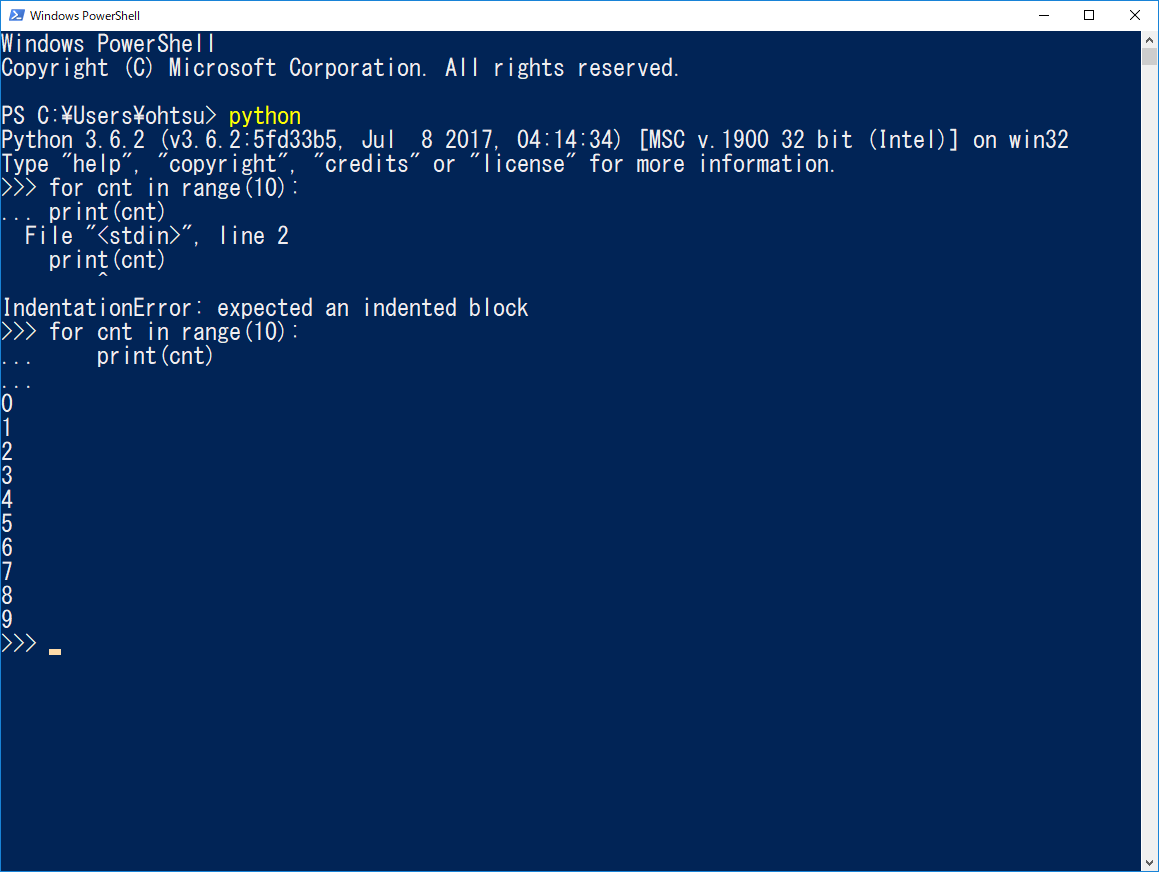 Windows PowerShell
Windows PowerShell
Copyright (C) Microsoft Corporation. All rights reserved.
PS C:¥Users¥ohtsu> python
Python 3.6.2 (v3.6.2:5fd33b5, Jul  8 2017, 04:14:34) [MSC v.1900 32 bit (Intel)] on win32
Type "help", "copyright", "credits" or "license" for more information.
>>> for cnt in range(10):
... print(cnt)
  File "<stdin>", line 2
    print(cnt)
        ^
IndentationError: expected an indented block
>>> for cnt in range(10):
...     print(cnt)
...
0
1
2
3
4
5
6
7
8
9
>>>